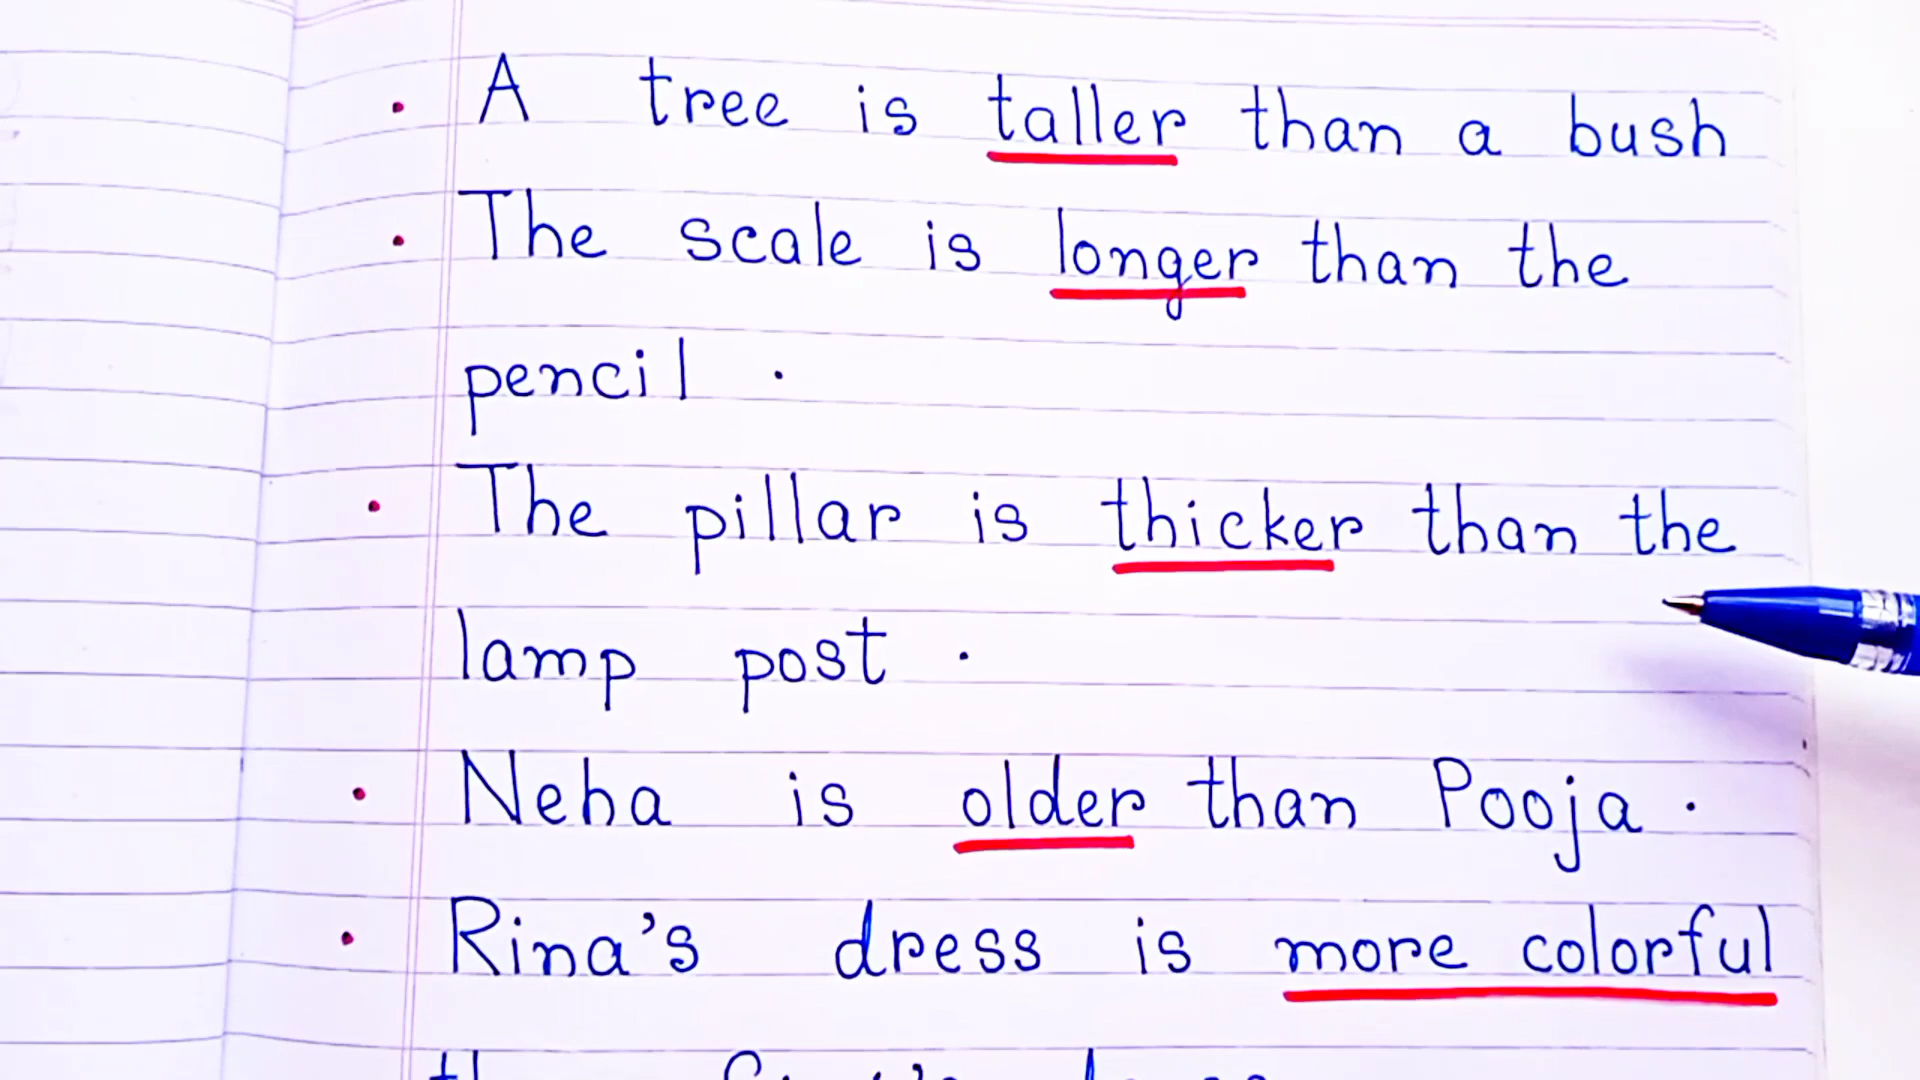 • A tree is taller than a bush
• The scale is longer than the
pencil .
• The pillar is thicker than the
lamp post .
• Neha is older than Pooja .
• Rina's dress is more colorful